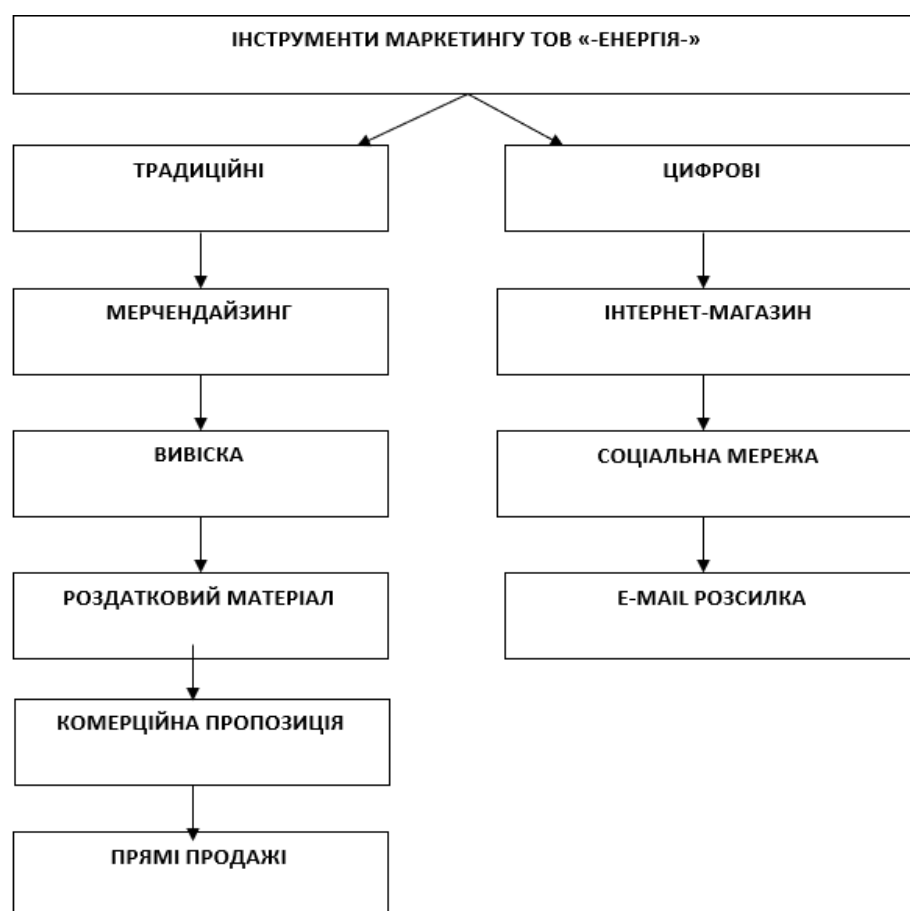 ІНСТРУМЕНТИ МАРКЕТИНГУ ТОВ «-ЕНЕРГІЯ-»
ТРАДИЦІЙНІ
ЦИФРОВІ
МЕРЧЕНДАЙЗИНГ
ІНТЕРНЕТ-МАГАЗИН
ВИВІСКА
СОЦІАЛЬНА МЕРЕЖА
РОЗДАТКОВИЙ МАТЕРІАЛ
E-MAIL РОЗСИЛКА
КОМЕРЦІЙНА ПРОПОЗИЦІЯ
ПРЯМІ ПРОДАЖІ